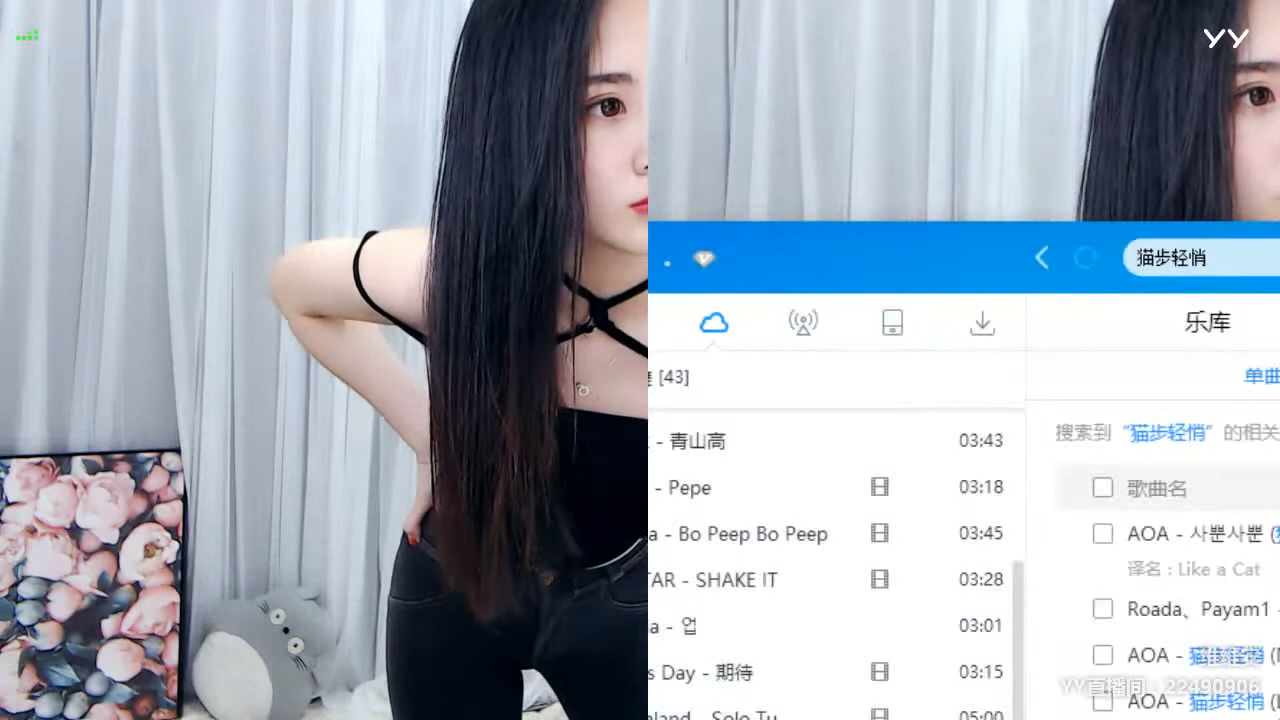 YY
猫步轻悄
乐库
[43]
单曲
搜索到 “猫步轻悄” 的相关
- 青山高 03:43
- Pepe 03:18
歌曲名
a - Bo Peep Bo Peep 03:45
AOA - 사뿐사뿐 (
译名 : Like a Cat
TAR - SHAKE IT 03:28
Roada、Payam1 -
a - 업 03:01
AOA - 猫步轻悄 (
s Day - 期待 03:15
YY直播间 : 22490906
AOA - 猫步轻悄 (
land - Solo Tu 05:00